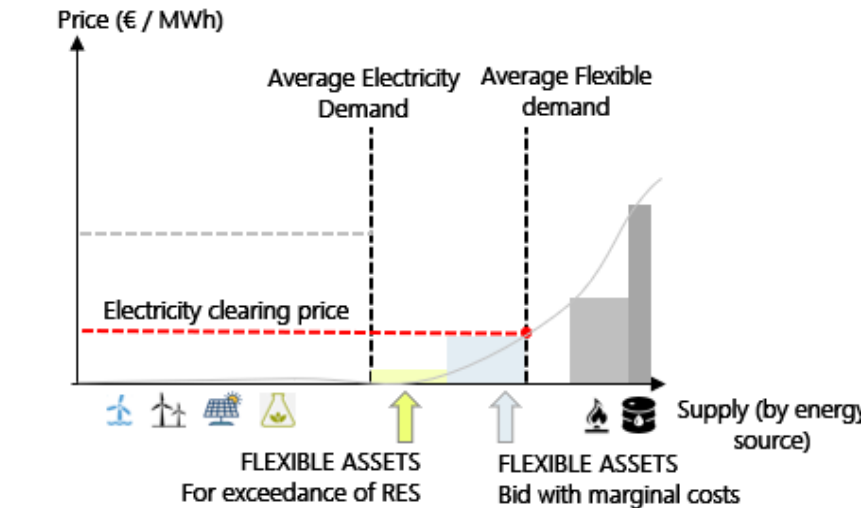 Price (€ / MWh)
Average Electricity
Demand
Average Flexible
demand
Electricity clearing price
Supply (by energy
source)
FLEXIBLE ASSETS
For exceedance of RES
FLEXIBLE ASSETS
Bid with marginal costs